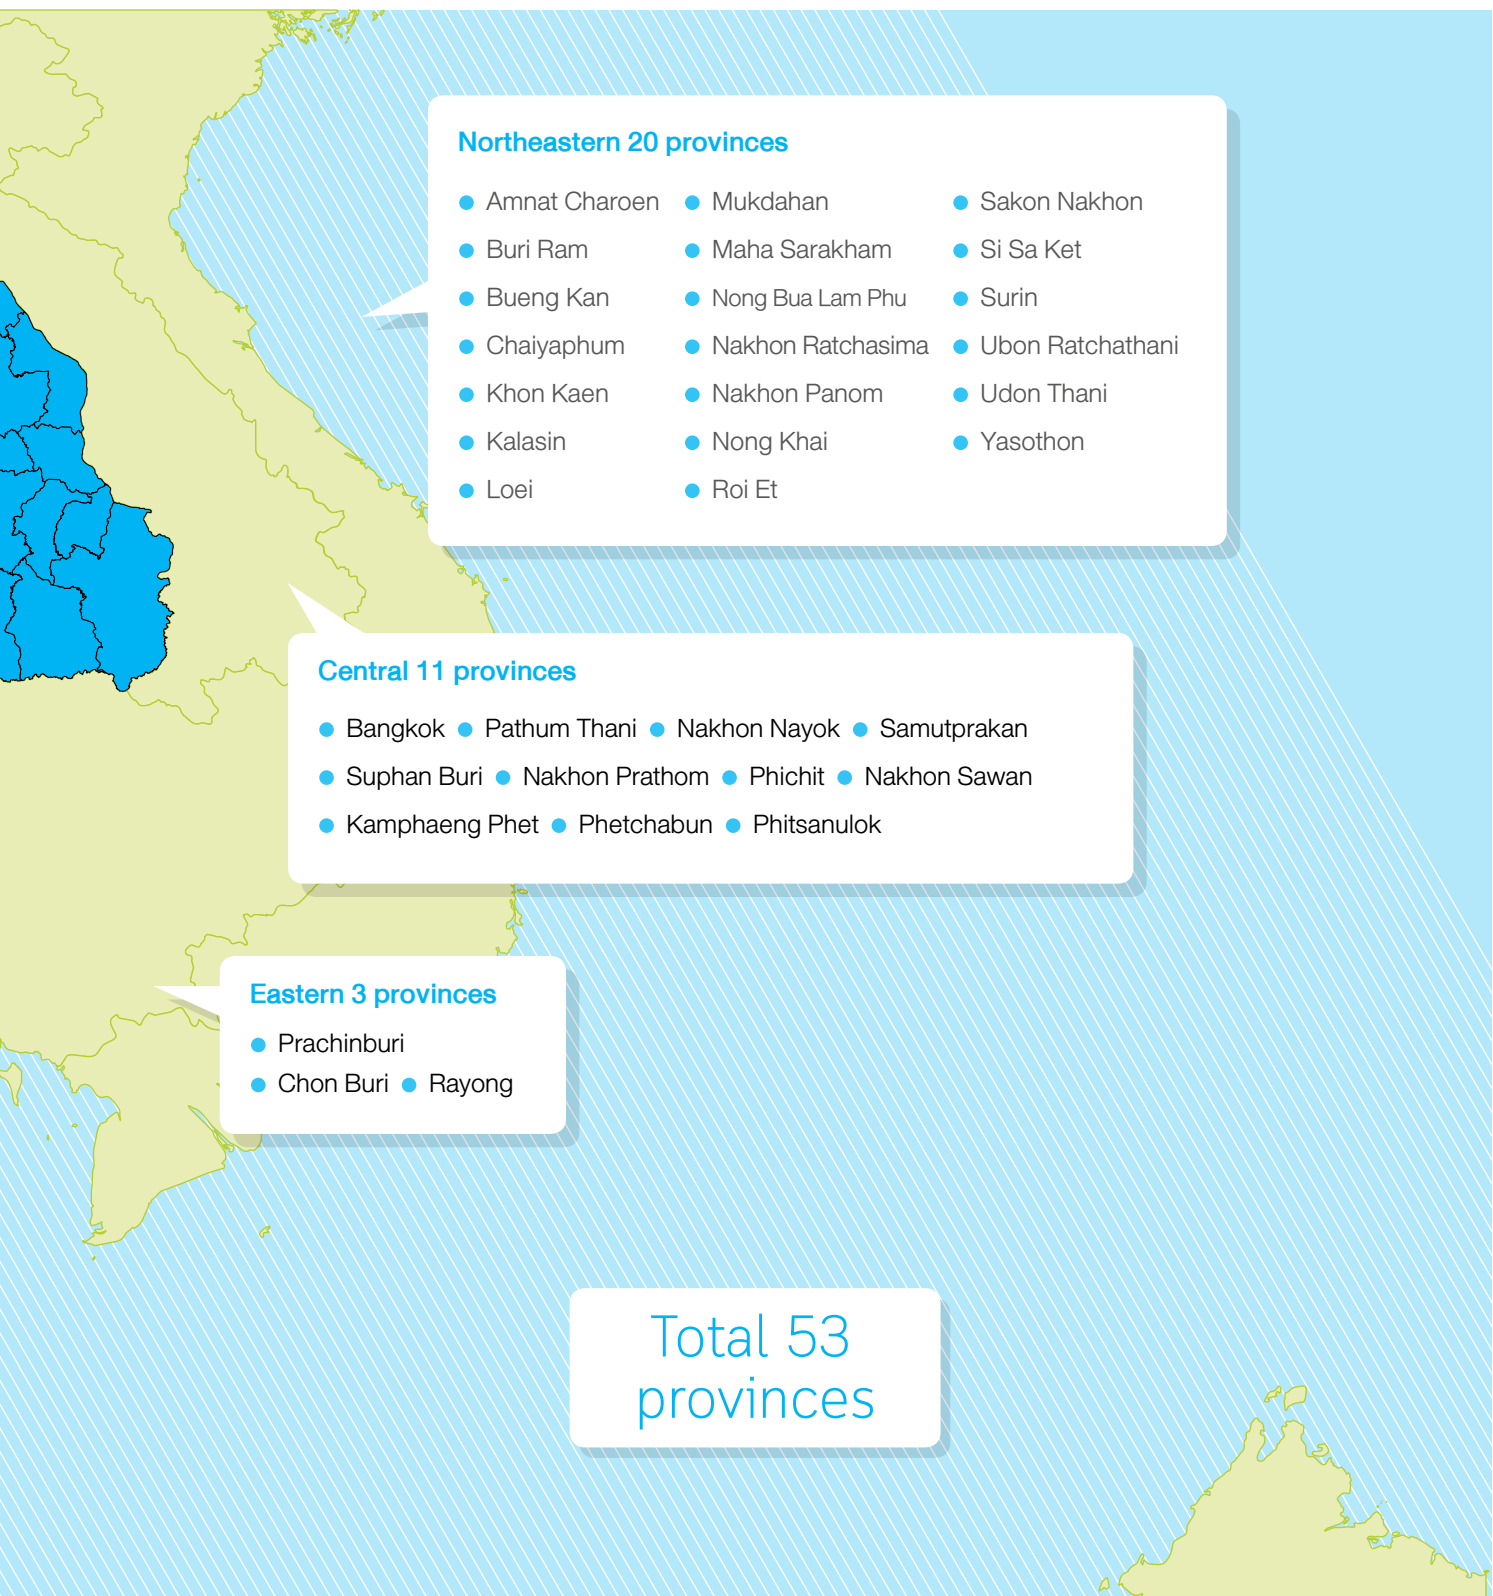 Northeastern 20 provinces
Amnat Charoen
Buri Ram
Bueng Kan
Chaiyaphum
Khon Kaen
Kalasin
Loei
Mukdahan
Maha Sarakham
Nong Bua Lam Phu
Nakhon Ratchasima
Nakhon Panom
Nong Khai
Roi Et
Sakon Nakhon
Si Sa Ket
Surin
Ubon Ratchathani
Udon Thani
Yasothon
Central 11 provinces
Bangkok Pathum Thani Nakhon Nayok Samutprakan
Suphan Buri Nakhon Prathom Phichit Nakhon Sawan
Kamphaeng Phet Phetchabun Phitsanulok
Eastern 3 provinces
Prachinburi
Chon Buri Rayong
Total 53
provinces